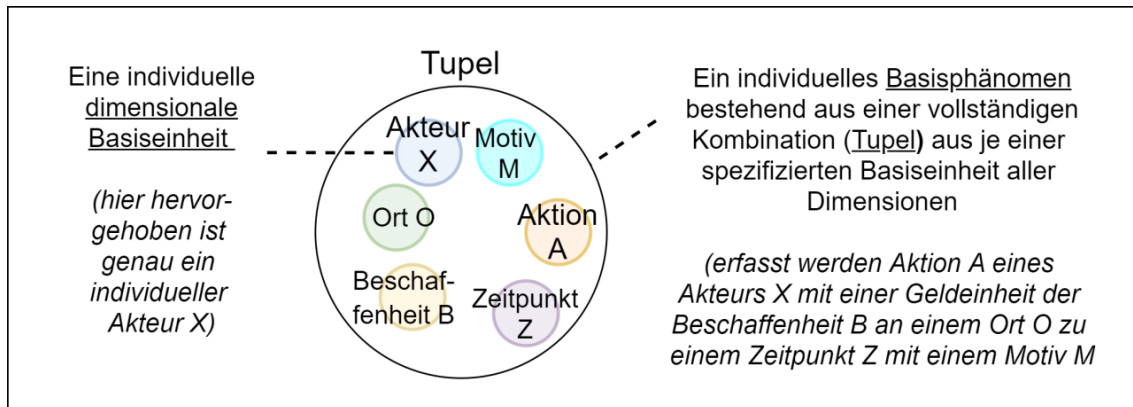 Eine individuelle
dimensionale
Basiseinheit
(hier hervor-
gehoben ist
genau ein
individueller
Akteur X)
Tupel
Akteur
X
Motiv
M
Ort O
Aktion
A
Beschaf-
fenheit B
Zeitpunkt
Z
Ein individuelles Basisphänomen
bestehend aus einer vollständigen
Kombination (Tupel) aus je einer
spezifizierten Basiseinheit aller
Dimensionen
(erfasst werden Aktion A eines
Akteurs X mit einer Geldeinheit der
Beschaffenheit B an einem Ort O zu
einem Zeitpunkt Z mit einem Motiv M